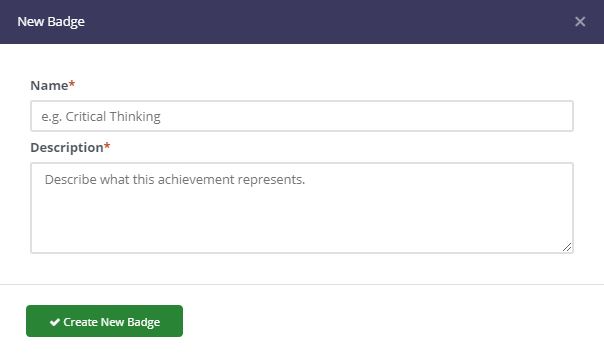 New Badge
Name*
e.g. Critical Thinking
Description*
Describe what this achievement represents.
Create New Badge